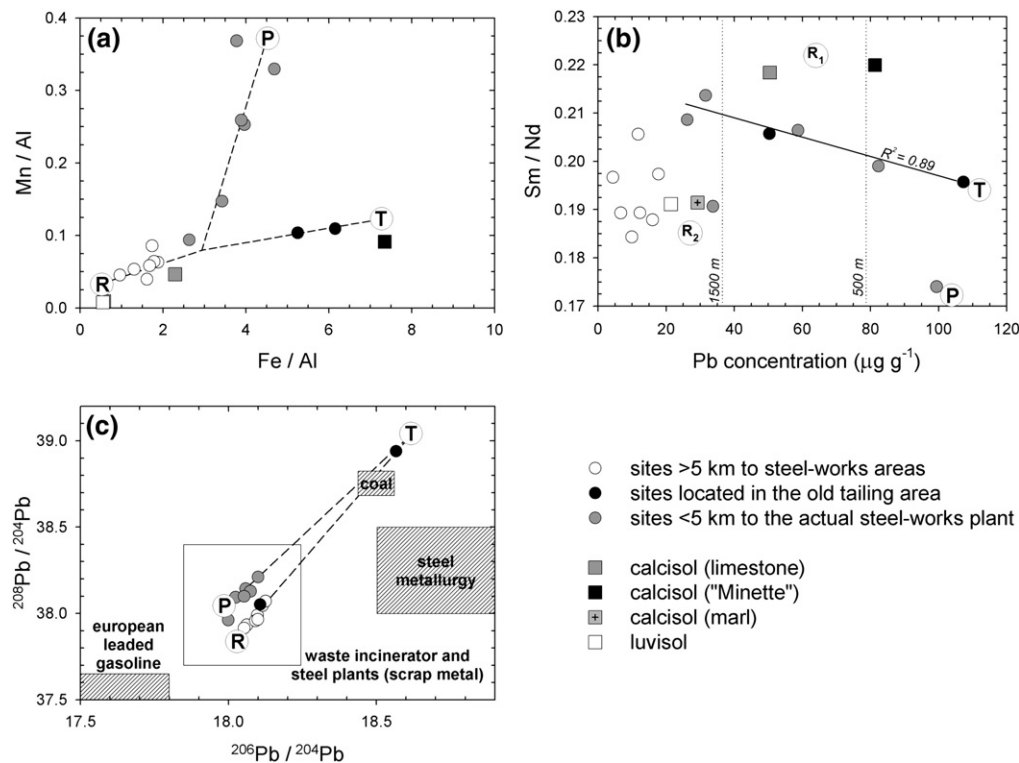 (a)
P
T
R
Mn / Al
0.4
0.3
0.2
0.1
0.0
0 2 4 6 8 10
Fe / Al
(b)
R1
R2
R² = 0.89
T
P
1500 m
500 m
Sm / Nd
0.23
0.22
0.21
0.20
0.19
0.18
0.17
0 20 40 60 80 100 120
Pb concentration (μg g⁻¹)
(c)
T
coal
steel
metallurgy
P
R
european
leaded
gasoline
waste incinerator and
steel plants (scrap metal)
²⁰⁸Pb / ²⁰⁴Pb
39.0
38.5
38.0
37.5
17.5 18.0 18.5
²⁰⁶Pb / ²⁰⁴Pb
sites >5 km to steel-works areas
sites located in the old tailing area
sites <5 km to the actual steel-works plant
calcisol (limestone)
calcisol ("Minette")
+ calcisol (marl)
luvisol